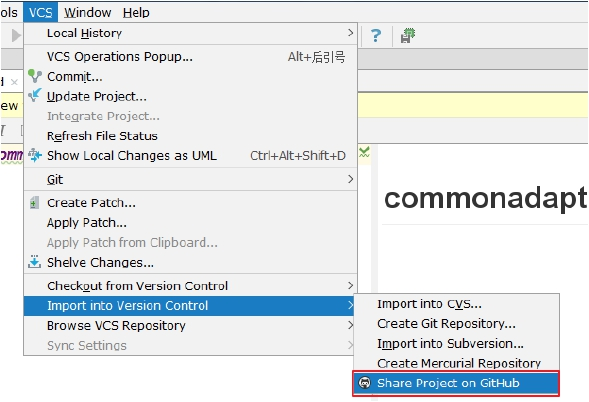 ols VCS Window Help
Local History
VCS Operations Popup... Alt+后引号
Commit...
Update Project...
Integrate Project...
Refresh File Status
Show Local Changes as UML Ctrl+Alt+Shift+D
Git
Create Patch...
Apply Patch...
Apply Patch from Clipboard...
Shelve Changes...
Checkout from Version Control
Import into Version Control
Browse VCS Repository
Sync Settings
?
d ×
ew
omm
commonadapt
Import into CVS...
Create Git Repository...
Import into Subversion...
Create Mercurial Repository
Share Project on GitHub